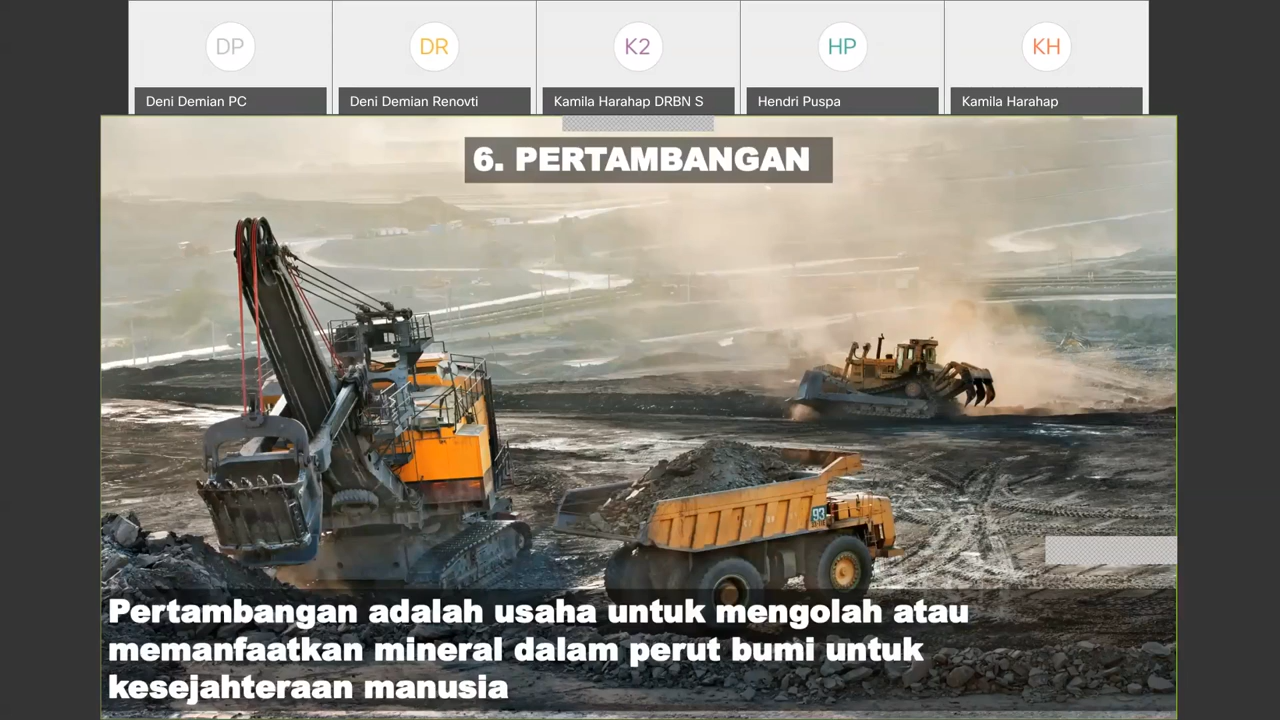 DP
DR
K2
HP
KH
Deni Demian PC
Deni Demian Renovti
Kamila Harahap DRBN S
Hendri Puspa
Kamila Harahap
6. PERTAMBANGAN
93
Pertambangan adalah usaha untuk mengolah atau
memanfaatkan mineral dalam perut bumi untuk
kesejahteraan manusia